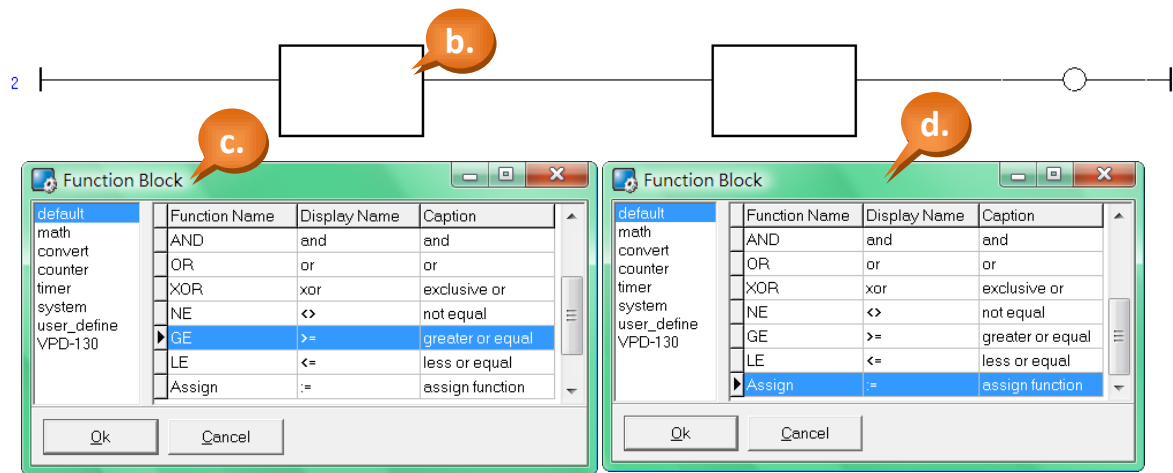 b.
2
c.
d.
Function Block
default
math
convert
counter
timer
system
user_define
VPD-130
Function Name Display Name Caption
AND and and
OR or or
XOR xor exclusive or
NE <> not equal
GE >= greater or equal
LE <= less or equal
Assign := assign function
Ok Cancel
Function Block
default
math
convert
counter
timer
system
user_define
VPD-130
Function Name Display Name Caption
AND and and
OR or or
XOR xor exclusive or
NE <> not equal
GE >= greater or equal
LE <= less or equal
Assign := assign function
Ok Cancel